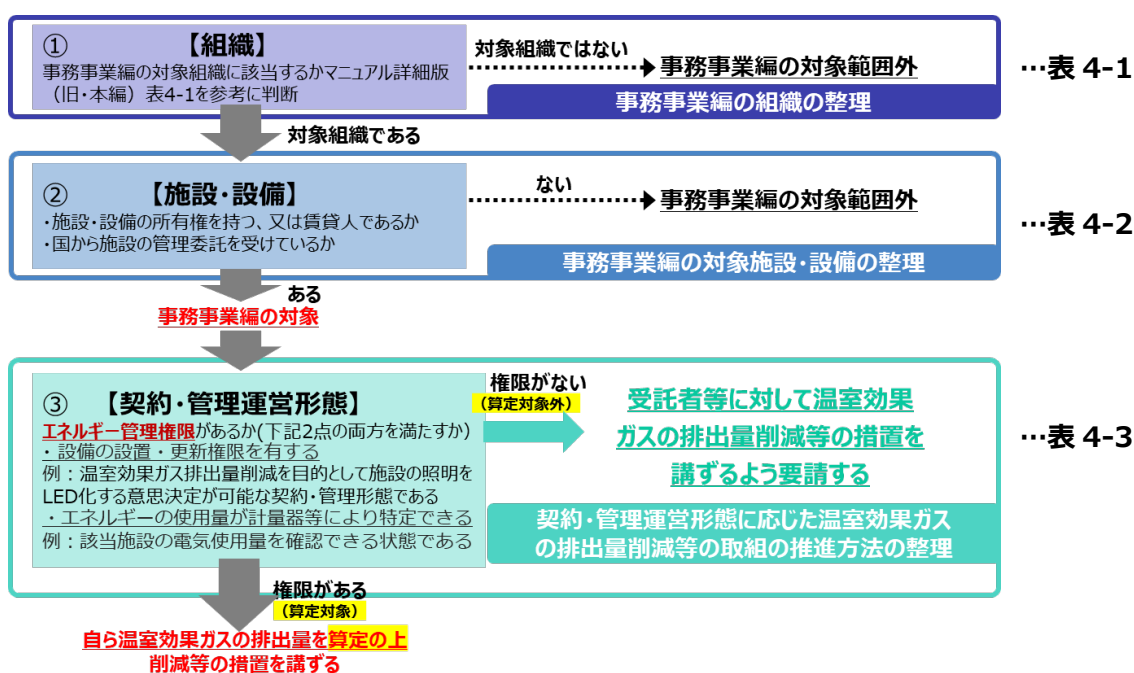 ① 【組織】
事務事業編の対象組織に該当するかマニュアル詳細版
（旧・本編）表4-1を参考に判断
対象組織ではない
事務事業編の対象範囲外
事務事業編の組織の整理
…表 4-1
対象組織である
② 【施設・設備】
・施設・設備の所有権を持つ、又は賃貸人であるか
・国から施設の管理委託を受けているか
ない
事務事業編の対象範囲外
事務事業編の対象施設・設備の整理
…表 4-2
ある
事務事業編の対象
③ 【契約・管理運営形態】
エネルギー管理権限があるか(下記2点の両方を満たすか）
・設備の設置・更新権限を有する
例：温室効果ガス排出量削減を目的として施設の照明を
LED化する意思決定が可能な契約・管理形態である
・エネルギーの使用量が計量器等により特定できる
例：該当施設の電気使用量を確認できる状態である
権限がない
（算定対象外）
受託者等に対して温室効果
ガスの排出量削減等の措置を
講ずるよう要請する
契約・管理運営形態に応じた温室効果ガス
の排出量削減等の取組の推進方法の整理
…表 4-3
権限がある
（算定対象）
自ら温室効果ガスの排出量を算定の上
削減等の措置を講ずる